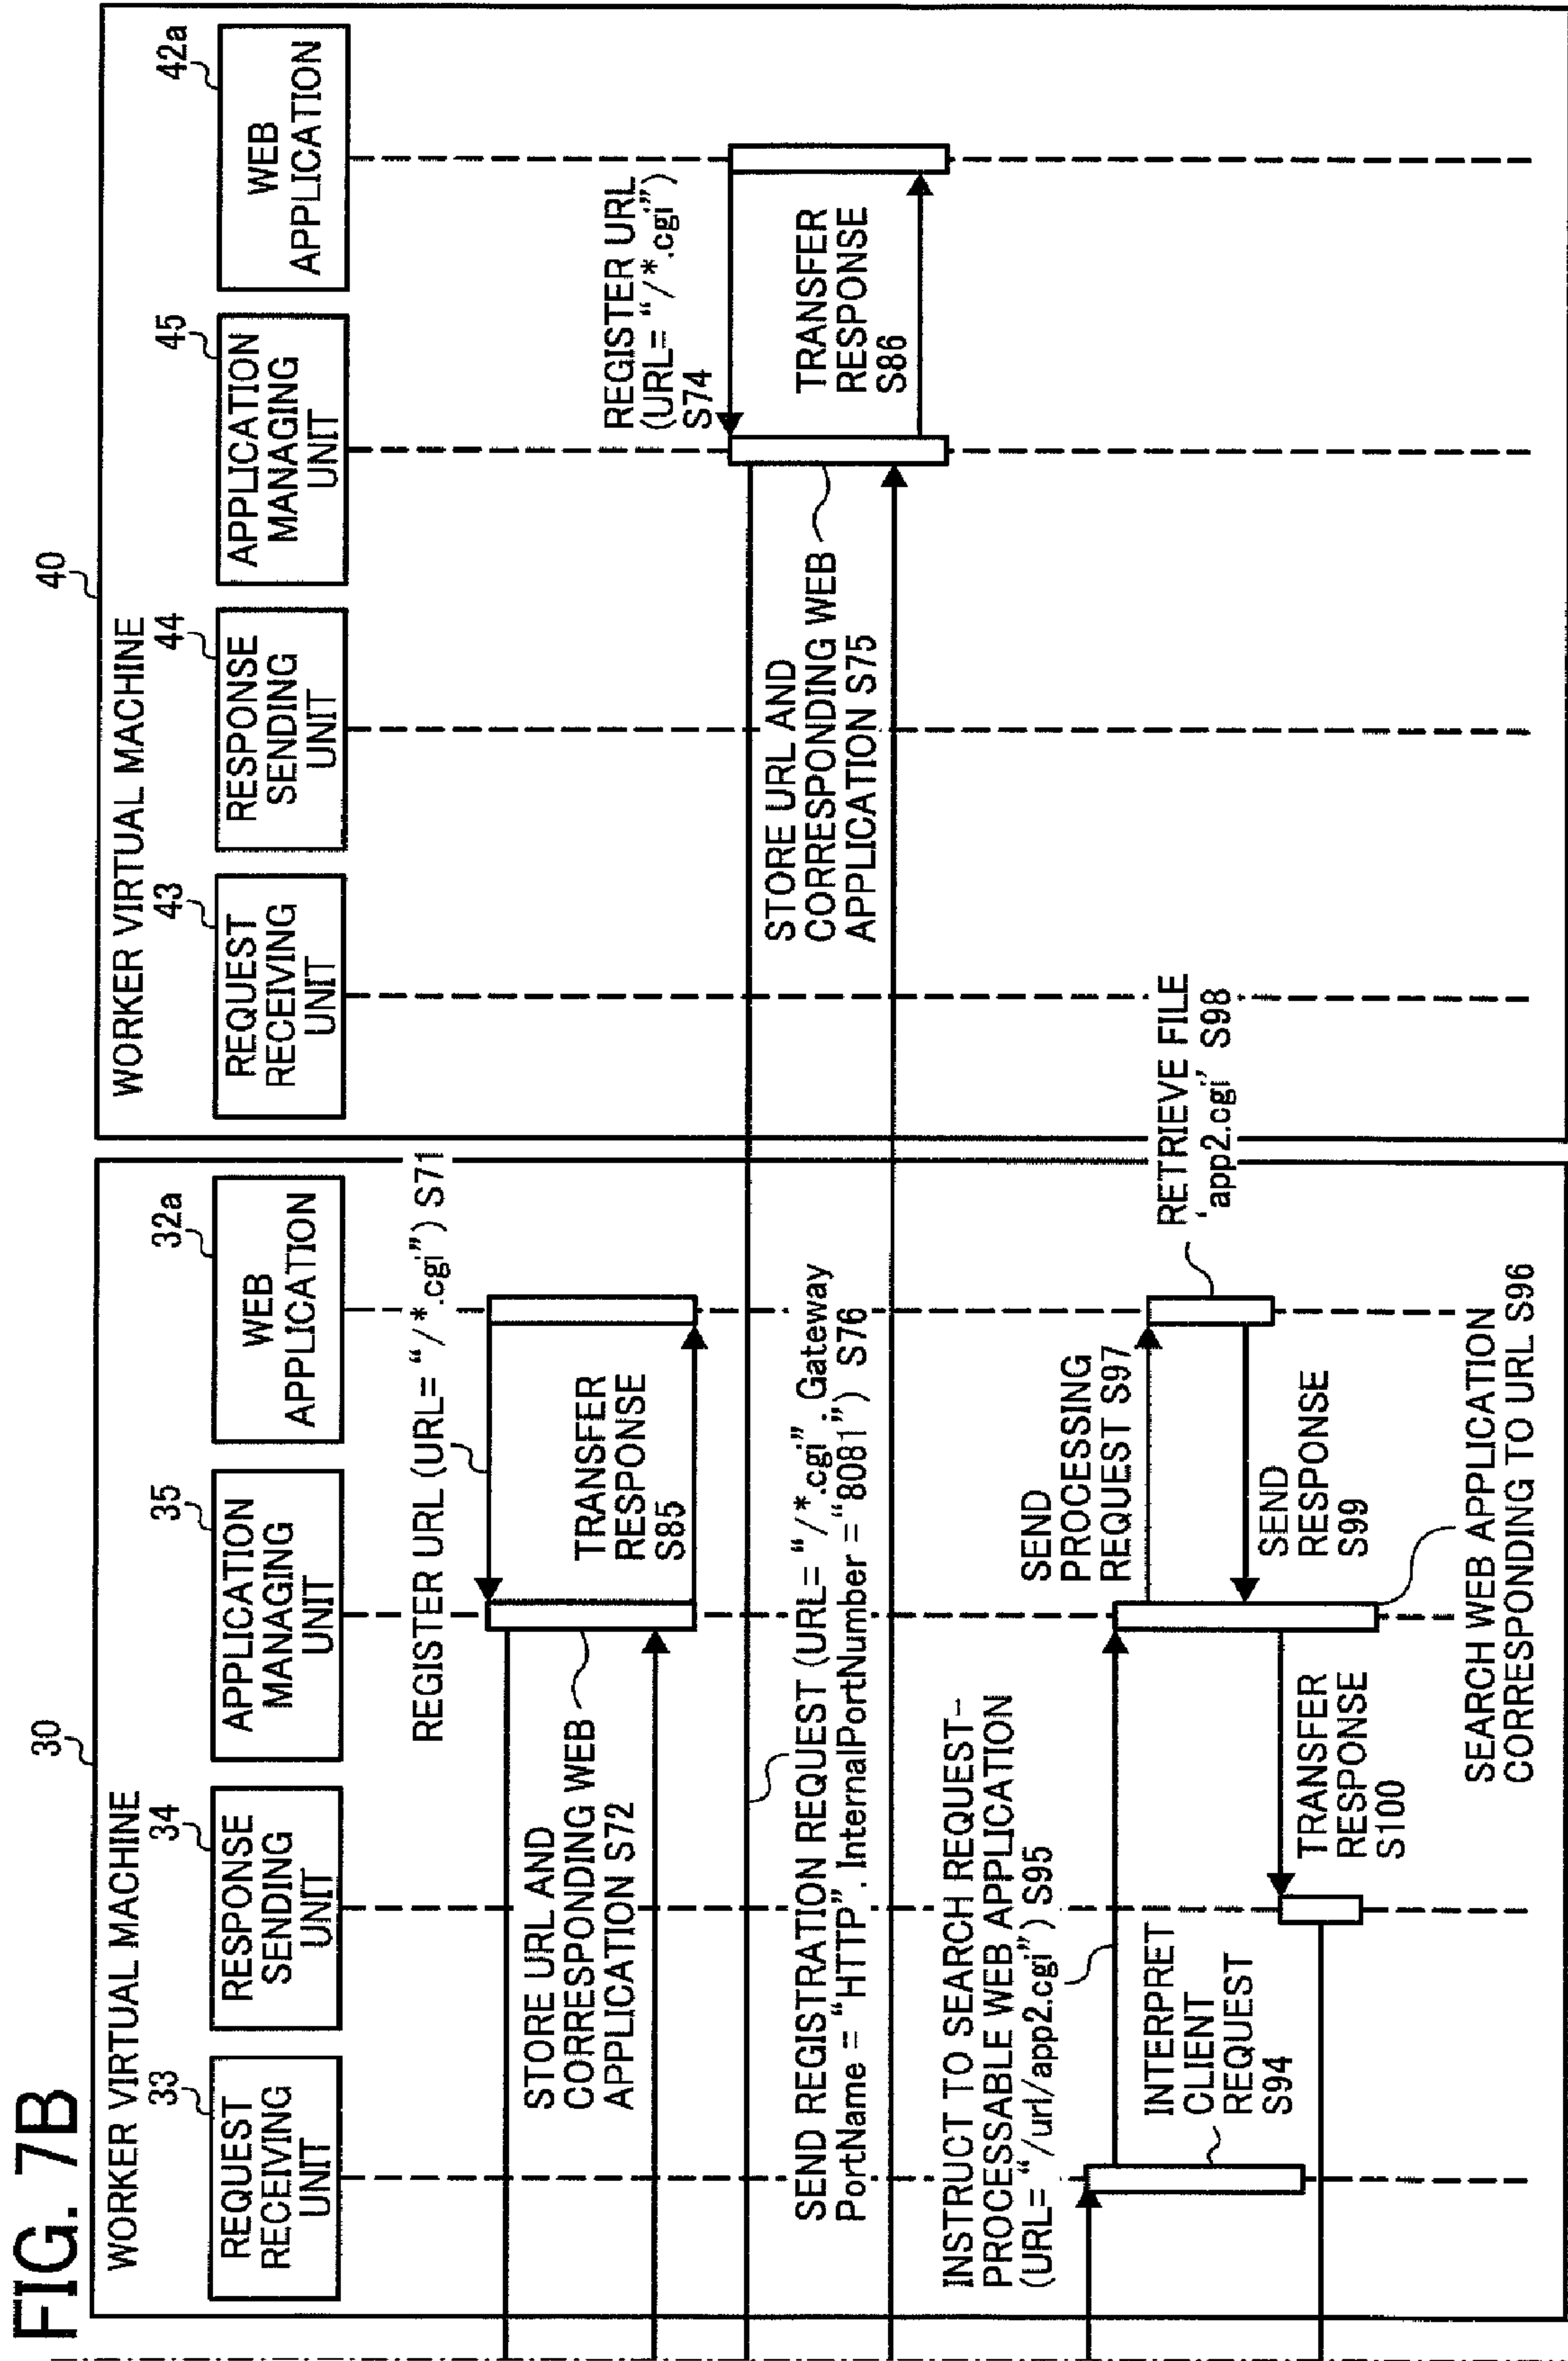 FIG. 7B
30
WORKER VIRTUAL MACHINE
33
REQUEST
RECEIVING
UNIT
34
RESPONSE
SENDING
UNIT
35
APPLICATION
MANAGING
UNIT
32a
WEB
APPLICATION
REGISTER URL (URL= “/*.cgi”) S71
STORE URL AND
CORRESPONDING WEB
APPLICATION S72
TRANSFER
RESPONSE
S85
SEND REGISTRATION REQUEST (URL= “/*.cgi”. Gateway
PortName = “HTTP”. InternalPortNumber = “8081”) S76
INSTRUCT TO SEARCH REQUEST-
PROCESSABLE WEB APPLICATION
(URL= “/url/app2.cgi”) S95
INTERPRET
CLIENT
REQUEST
S94
SEND
PROCESSING
REQUEST S97
RETRIEVE FILE
‘app2.cgi’ S98
SEND
RESPONSE
S99
TRANSFER
RESPONSE
S100
SEARCH WEB APPLICATION
CORRESPONDING TO URL S96
40
WORKER VIRTUAL MACHINE
43
REQUEST
RECEIVING
UNIT
44
RESPONSE
SENDING
UNIT
45
APPLICATION
MANAGING
UNIT
42a
WEB
APPLICATION
REGISTER URL
(URL= “/*.cgi”)
S74
STORE URL AND
CORRESPONDING WEB
APPLICATION S75
TRANSFER
RESPONSE
S86